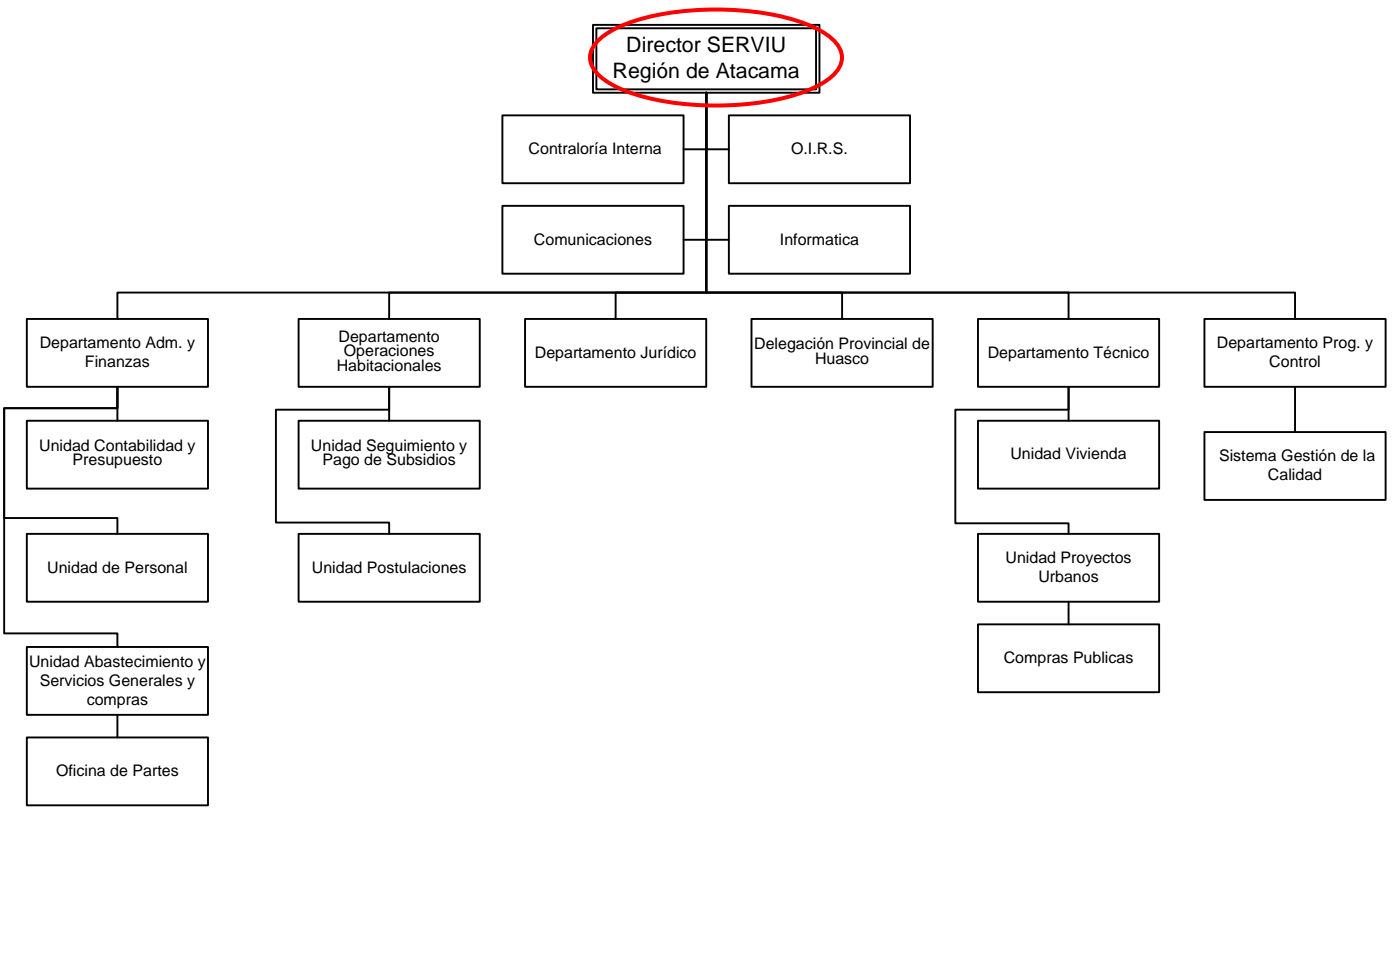 Director SERVIU
Región de Atacama
Contraloría Interna
O.I.R.S.
Comunicaciones
Informatica
Departamento Adm. y
Finanzas
Departamento
Operaciones
Habitacionales
Departamento Jurídico
Delegación Provincial de
Huasco
Departamento Técnico
Departamento Prog. y
Control
Unidad Contabilidad y
Presupuesto
Unidad Seguimiento y
Pago de Subsidios
Unidad Vivienda
Sistema Gestión de la
Calidad
Unidad de Personal
Unidad Postulaciones
Unidad Proyectos
Urbanos
Unidad Abastecimiento y
Servicios Generales y
compras
Compras Publicas
Oficina de Partes